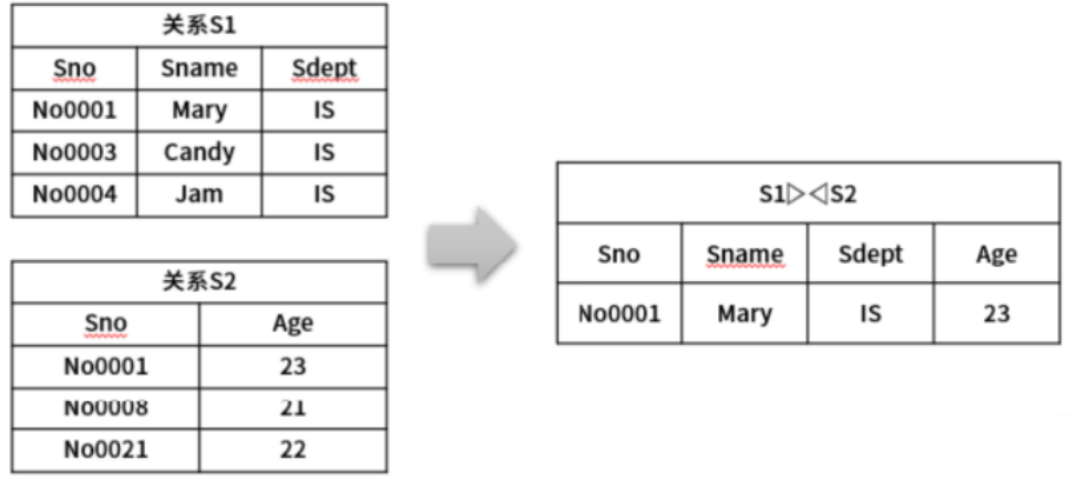 关系S1
Sno Sname Sdept
No0001 Mary IS
No0003 Candy IS
No0004 Jam IS
关系S2
Sno Age
No0001 23
No0008 21
No0021 22
S1▷◁S2
Sno Sname Sdept Age
No0001 Mary IS 23